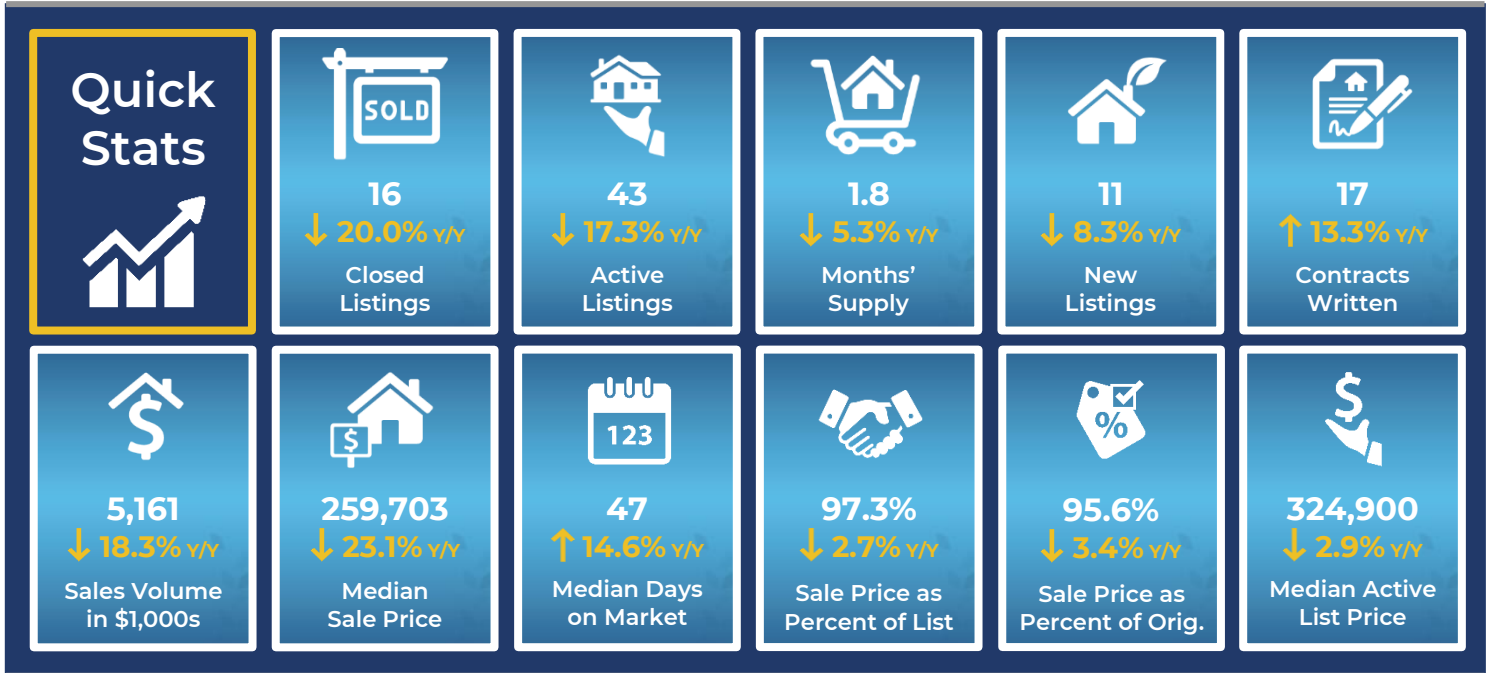 Quick
Stats
SOLD
16
↓ 20.0% Y/Y
Closed
Listings
43
↓ 17.3% Y/Y
Active
Listings
1.8
↓ 5.3% Y/Y
Months’
Supply
11
↓ 8.3% Y/Y
New
Listings
17
↑ 13.3% Y/Y
Contracts
Written
$
5,161
↓ 18.3% Y/Y
Sales Volume
in $1,000s
$
259,703
↓ 23.1% Y/Y
Median
Sale Price
123
47
↑ 14.6% Y/Y
Median Days
on Market
97.3%
↓ 2.7% Y/Y
Sale Price as
Percent of List
%
95.6%
↓ 3.4% Y/Y
Sale Price as
Percent of Orig.
$
324,900
↓ 2.9% Y/Y
Median Active
List Price